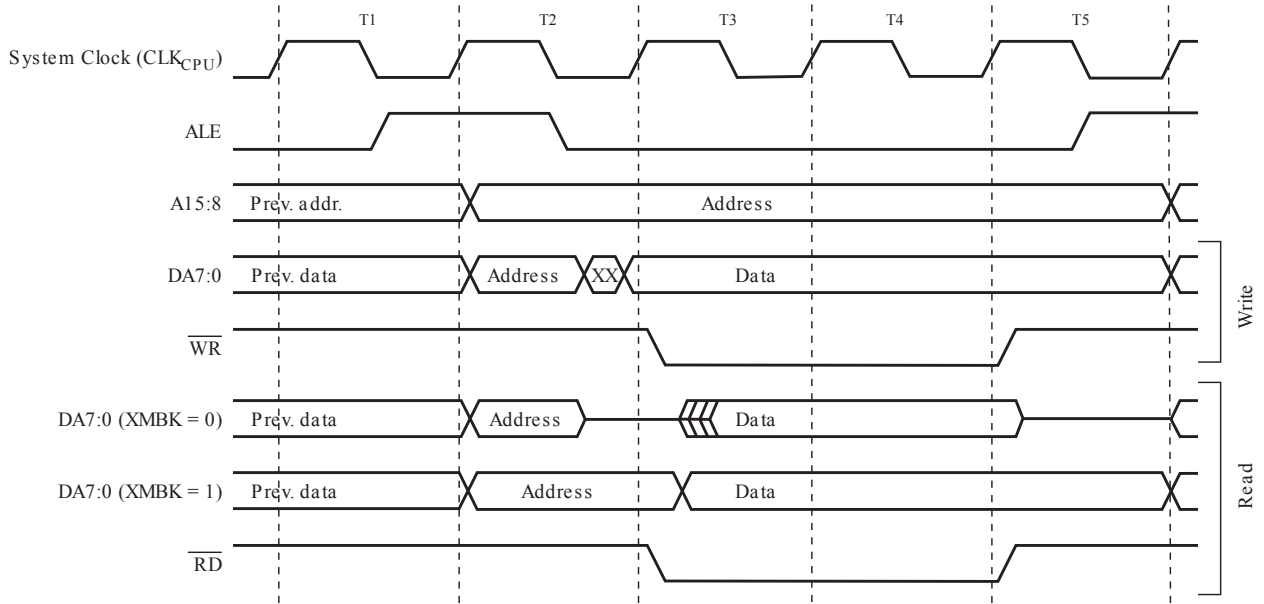 T1 T2 T3 T4 T5
System Clock (CLKCPU)
ALE
A15:8 Prev. addr. Address
DA7:0 Prev. data Address XX Data
WR
Write
DA7:0 (XMBK = 0) Prev. data Address Data
DA7:0 (XMBK = 1) Prev. data Address Data
RD
Read